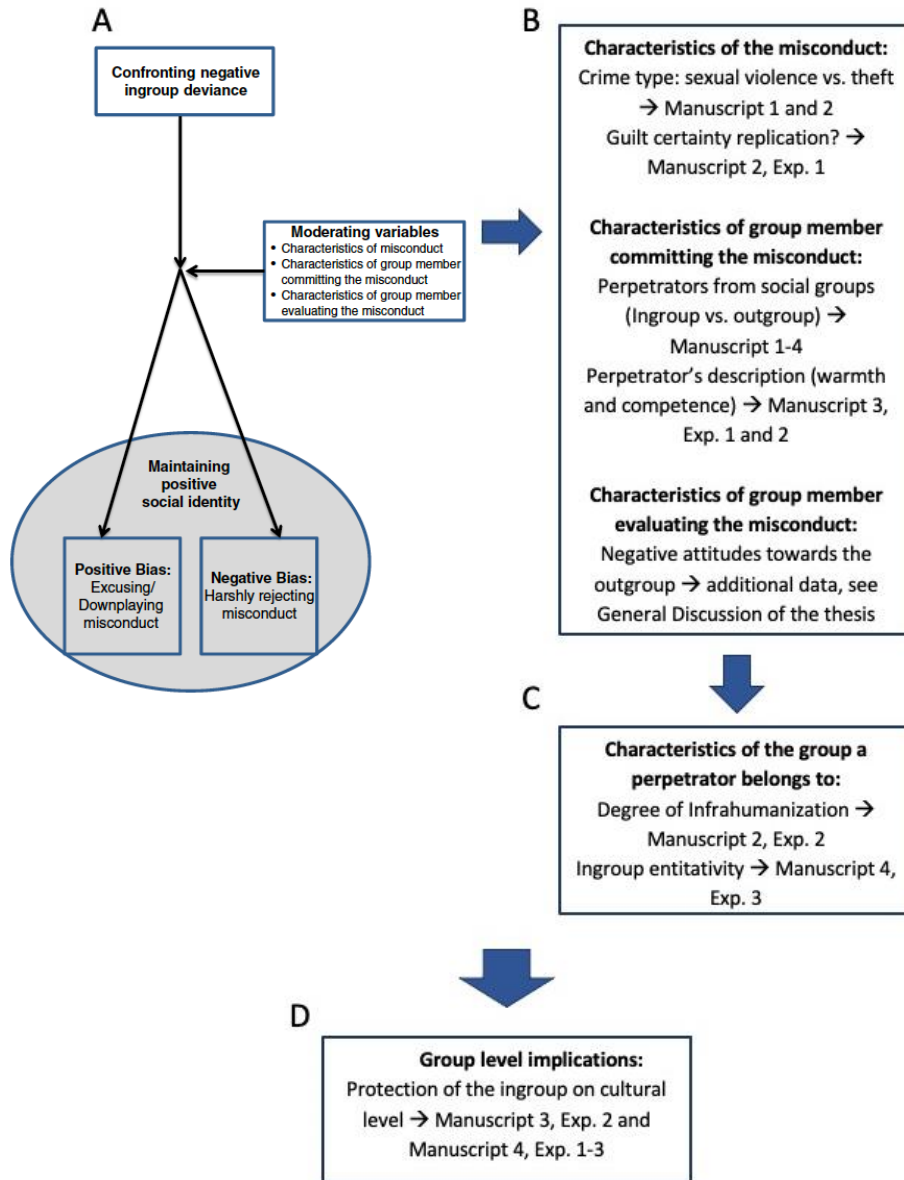 A
Confronting negative
ingroup deviance
Moderating variables
• Characteristics of misconduct
• Characteristics of group member
committing the misconduct
• Characteristics of group member
evaluating the misconduct
Maintaining
positive
social identity
Positive Bias:
Excusing/
Downplaying
misconduct
Negative Bias:
Harshly rejecting
misconduct
B
Characteristics of the misconduct:
Crime type: sexual violence vs. theft
→ Manuscript 1 and 2
Guilt certainty replication? →
Manuscript 2, Exp. 1
Characteristics of group member
committing the misconduct:
Perpetrators from social groups
(Ingroup vs. outgroup) →
Manuscript 1-4
Perpetrator's description (warmth
and competence) → Manuscript 3,
Exp. 1 and 2
Characteristics of group member
evaluating the misconduct:
Negative attitudes towards the
outgroup → additional data, see
General Discussion of the thesis
C
Characteristics of the group a
perpetrator belongs to:
Degree of Infrahumanization →
Manuscript 2, Exp. 2
Ingroup entitativity → Manuscript 4,
Exp. 3
D
Group level implications:
Protection of the ingroup on cultural
level → Manuscript 3, Exp. 2 and
Manuscript 4, Exp. 1-3